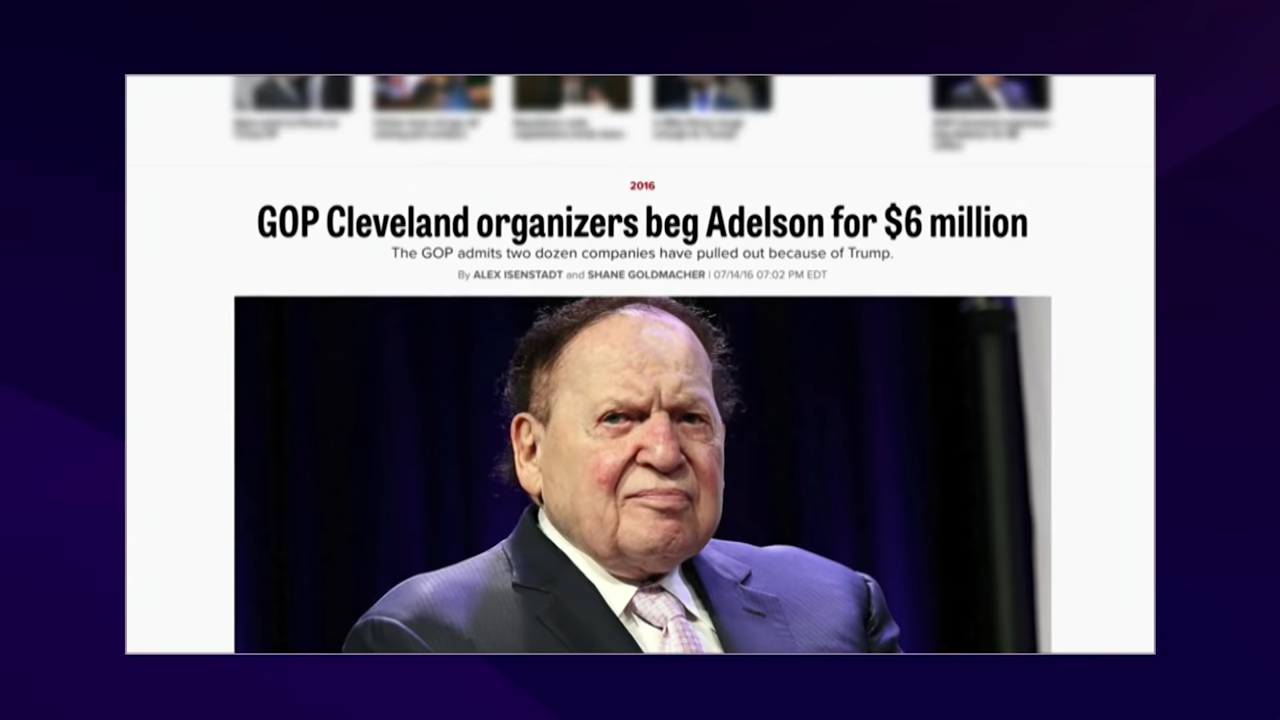 2016
GOP Cleveland organizers beg Adelson for $6 million
The GOP admits two dozen companies have pulled out because of Trump.
By ALEX ISENSTADT and SHANE GOLDMACHER | 07/14/16 07:02 PM EDT